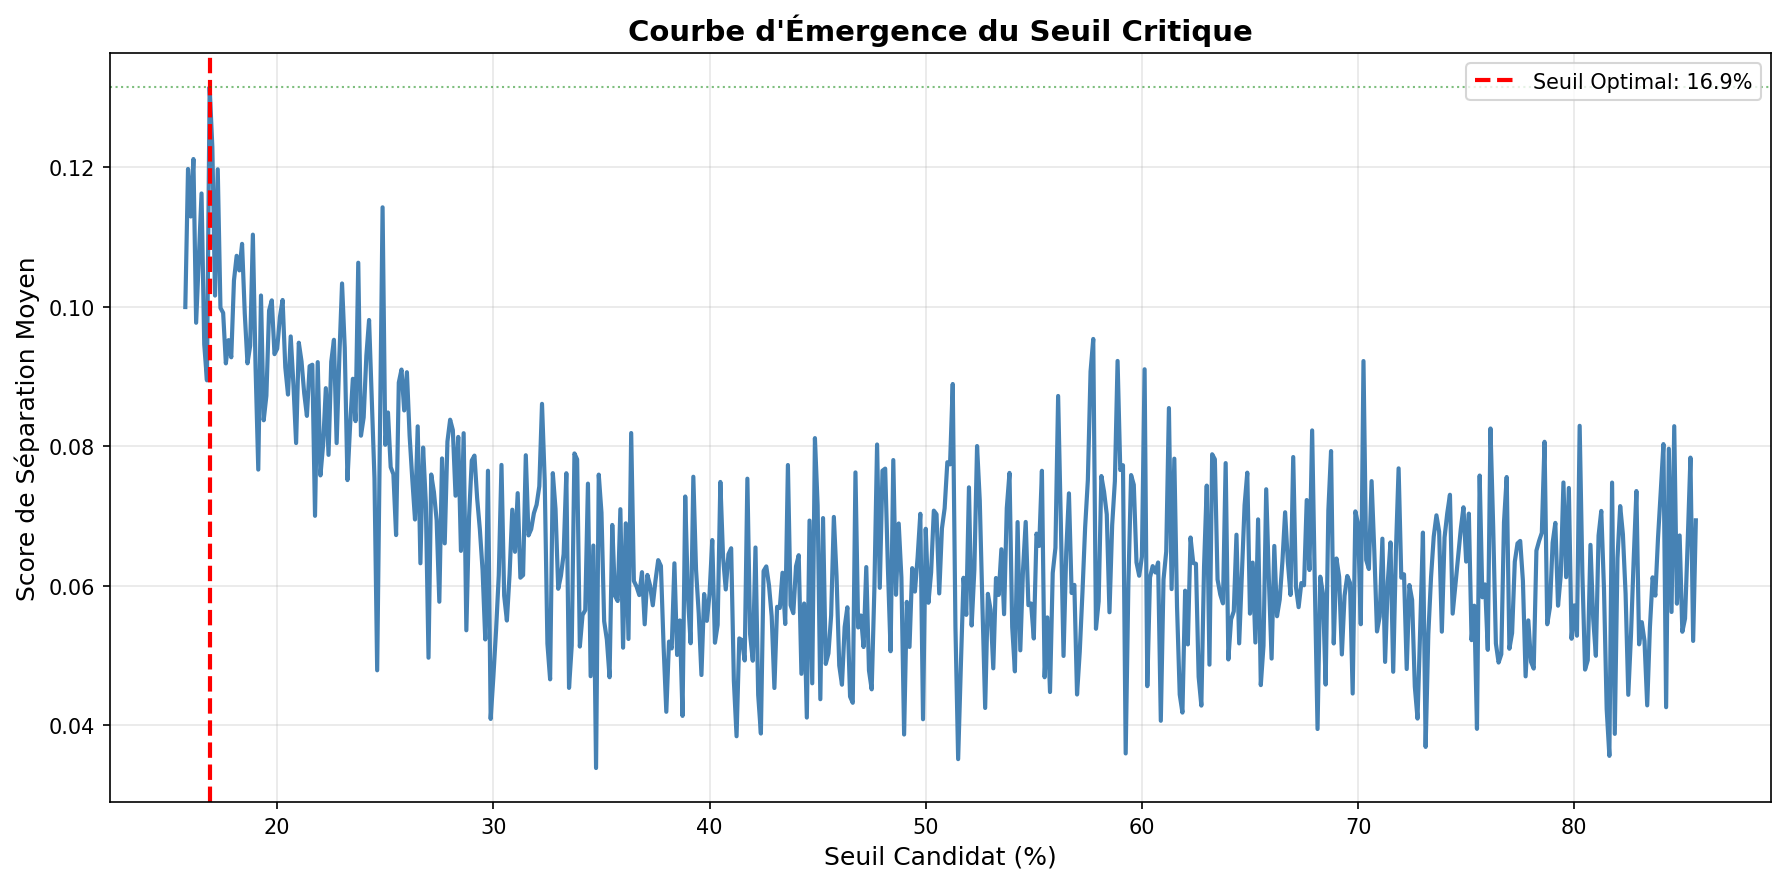 Courbe d'Émergence du Seuil Critique
Seuil Optimal: 16.9%
Score de Séparation Moyen
0.12
0.10
0.08
0.06
0.04
20 30 40 50 60 70 80
Seuil Candidat (%)